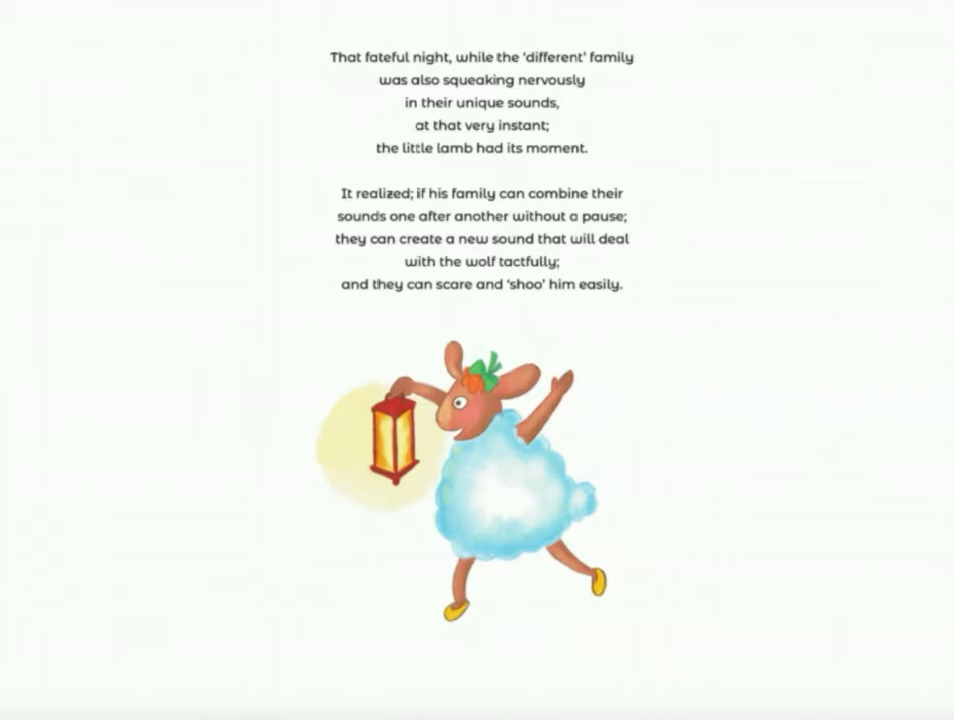 That fateful night, while the ‘different’ family
was also squeaking nervously
in their unique sounds,
at that very instant;
the little lamb had its moment.
It realized; if his family can combine their
sounds one after another without a pause;
they can create a new sound that will deal
with the wolf tactfully;
and they can scare and ‘shoo’ him easily.